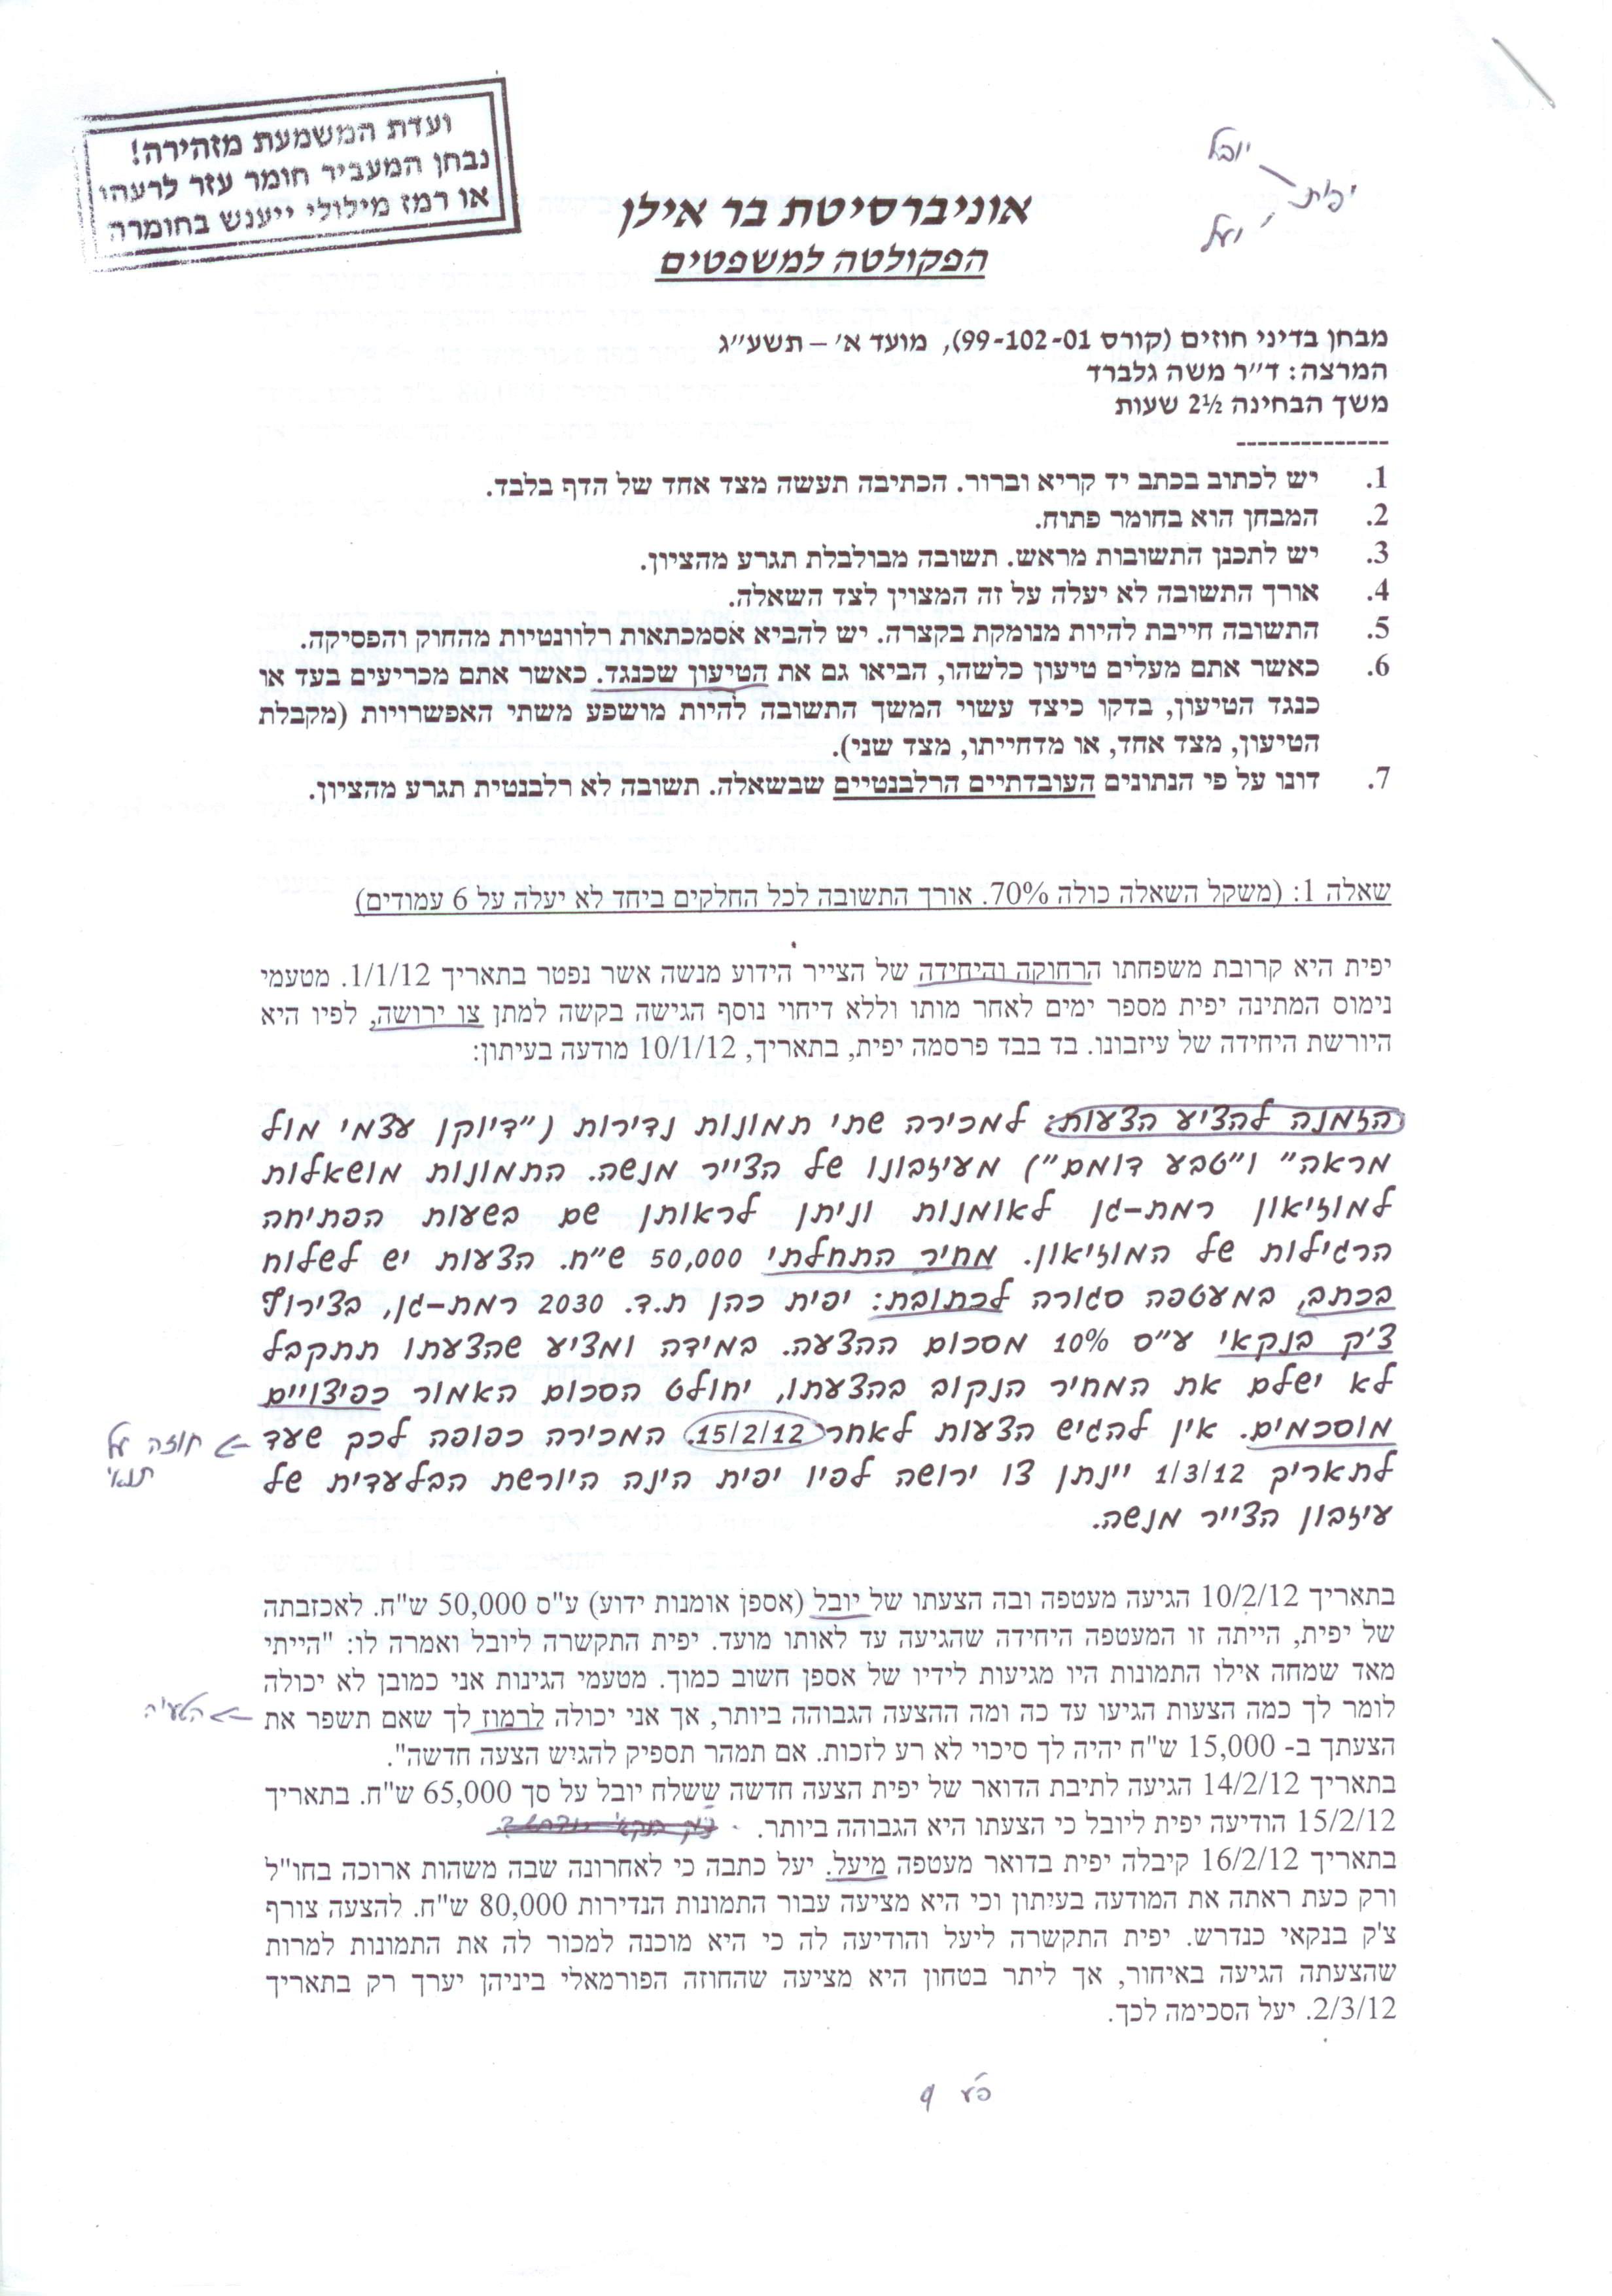 ועדת המשמעת מזהירה!
נבחן המעביר חומר עזר לרעהו
או רמז מילולי ייענש בחומרה
יובל
יפית
יעל
אוניברסיטת בר אילן
הפקולטה למשפטים
מבחן בדיני חוזים (קורס 99-102-01), מועד א' – תשע"ג
המרצה: ד"ר משה גלברד
משך הבחינה 2½ שעות
--------------
1. יש לכתוב בכתב יד קריא וברור. הכתיבה תעשה מצד אחד של הדף בלבד.
2. המבחן הוא בחומר פתוח.
3. יש לתכנן התשובות מראש. תשובה מבולבלת תגרע מהציון.
4. אורך התשובה לא יעלה על זה המצוין לצד השאלה.
5. התשובה חייבת להיות מנומקת בקצרה. יש להביא אסמכתאות רלוונטיות מהחוק והפסיקה.
6. כאשר אתם מעלים טיעון כלשהו, הביאו גם את הטיעון שכנגד. כאשר אתם מכריעים בעד או
כנגד הטיעון, בדקו כיצד עשוי המשך התשובה להיות מושפע משתי האפשרויות (מקבלת
הטיעון, מצד אחד, או מדחייתו, מצד שני).
7. דונו על פי הנתונים העובדתיים הרלבנטיים שבשאלה. תשובה לא רלבנטית תגרע מהציון.
שאלה 1: (משקל השאלה כולה 70%. אורך התשובה לכל החלקים ביחד לא יעלה על 6 עמודים)
יפית היא קרובת משפחתו הרחוקה והיחידה של הצייר הידוע מנשה אשר נפטר בתאריך 1/1/12. מטעמי
נימוס המתינה יפית מספר ימים לאחר מותו וללא דיחוי נוסף הגישה בקשה למתן צו ירושה, לפיו היא
היורשת היחידה של עיזבונו. בד בבד פרסמה יפית, בתאריך, 10/1/12 מודעה בעיתון:
הזמנה להציע הצעות: למכירה שתי תמונות נדירות ("דיוקן עצמי מול
מראה" ו"טבע דומם") מעיזבונו של הצייר מנשה. התמונות מושאלות
למוזיאון רמת-גן לאומנות וניתן לראותן שם בשעות הפתיחה
הרגילות של המוזיאון. מחיר התחלתי 50,000 ש"ח. הצעות יש לשלוח
בכתב, במעטפה סגורה לכתובת: יפית כהן ת.ד. 2030 רמת-גן, בצירוף
צ'ק בנקאי ע"ס 10% מסכום ההצעה. במידה ומציע שהצעתו תתקבל
לא ישלם את המחיר הנקוב בהצעתו, יחולט הסכום האמור כפיצויים
מוסכמים. אין להגיש הצעות לאחר 15/2/12. המכירה כפופה לכך שעד
לתאריך 1/3/12 יינתן צו ירושה לפיו יפית הינה היורשת הבלעדית של
עיזבון הצייר מנשה.
חוזה על
תנאי
בתאריך 10/2/12 הגיעה מעטפה ובה הצעתו של יובל (אספן אומנות ידוע) ע"ס 50,000 ש"ח. לאכזבתה
של יפית, הייתה זו המעטפה היחידה שהגיעה עד לאותו מועד. יפית התקשרה ליובל ואמרה לו: "הייתי
מאד שמחה אילו התמונות היו מגיעות לידיו של אספן חשוב כמוך. מטעמי הגינות אני כמובן לא יכולה
לומר לך כמה הצעות הגיעו עד כה ומה ההצעה הגבוהה ביותר, אך אני יכולה לרמוז לך שאם תשפר את
הטעיה
הצעתך ב- 15,000 ש"ח יהיה לך סיכוי לא רע לזכות. אם תמהר תספיק להגיש הצעה חדשה".
בתאריך 14/2/12 הגיעה לתיבת הדואר של יפית הצעה חדשה ששלח יובל על סך 65,000 ש"ח. בתאריך
15/2/12 הודיעה יפית ליובל כי הצעתו היא הגבוהה ביותר.
בתאריך 16/2/12 קיבלה יפית בדואר מעטפה מיעל. יעל כתבה כי לאחרונה שבה משהות ארוכה בחו"ל
ורק כעת ראתה את המודעה בעיתון וכי היא מציעה עבור התמונות הנדירות 80,000 ש"ח. להצעה צורף
צ'ק בנקאי כנדרש. יפית התקשרה ליעל והודיעה לה כי היא מוכנה למכור לה את התמונות למרות
שהצעתה הגיעה באיחור, אך ליתר בטחון היא מציעה שהחוזה הפורמאלי ביניהן יערך רק בתאריך
2/3/12. יעל הסכימה לכך.